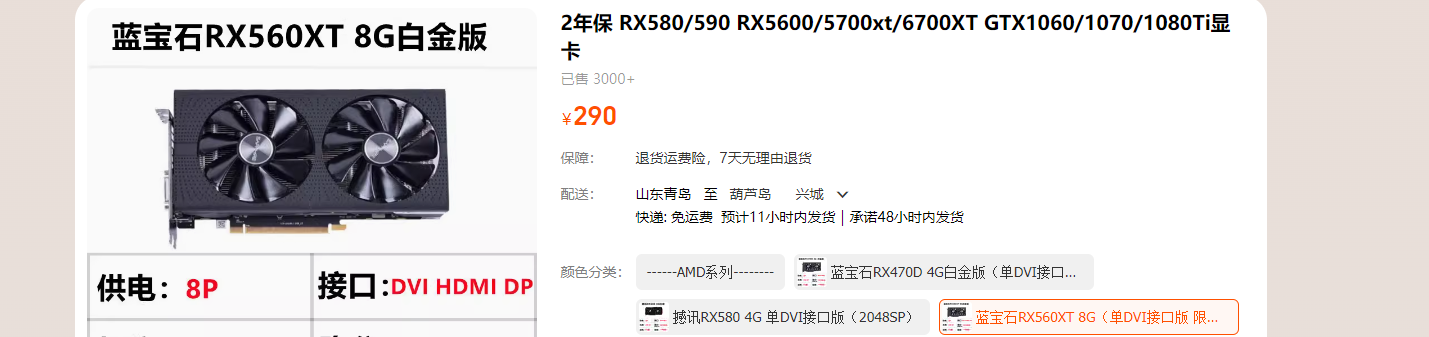 蓝宝石RX560XT 8G白金版
供电：8P
接口：DVI HDMI DP
2年保 RX580/590 RX5600/5700xt/6700XT GTX1060/1070/1080Ti显
卡
已售 3000+
¥290
保障：
退货运费险，7天无理由退货
配送：
山东青岛 至 葫芦岛 兴城
快递: 免运费 预计11小时内发货 | 承诺48小时内发货
颜色分类：
------AMD系列--------
蓝宝石RX470D 4G白金版（单DVI接口...
撼讯RX580 4G 单DVI接口版（2048SP）
蓝宝石RX560XT 8G（单DVI接口版 限...